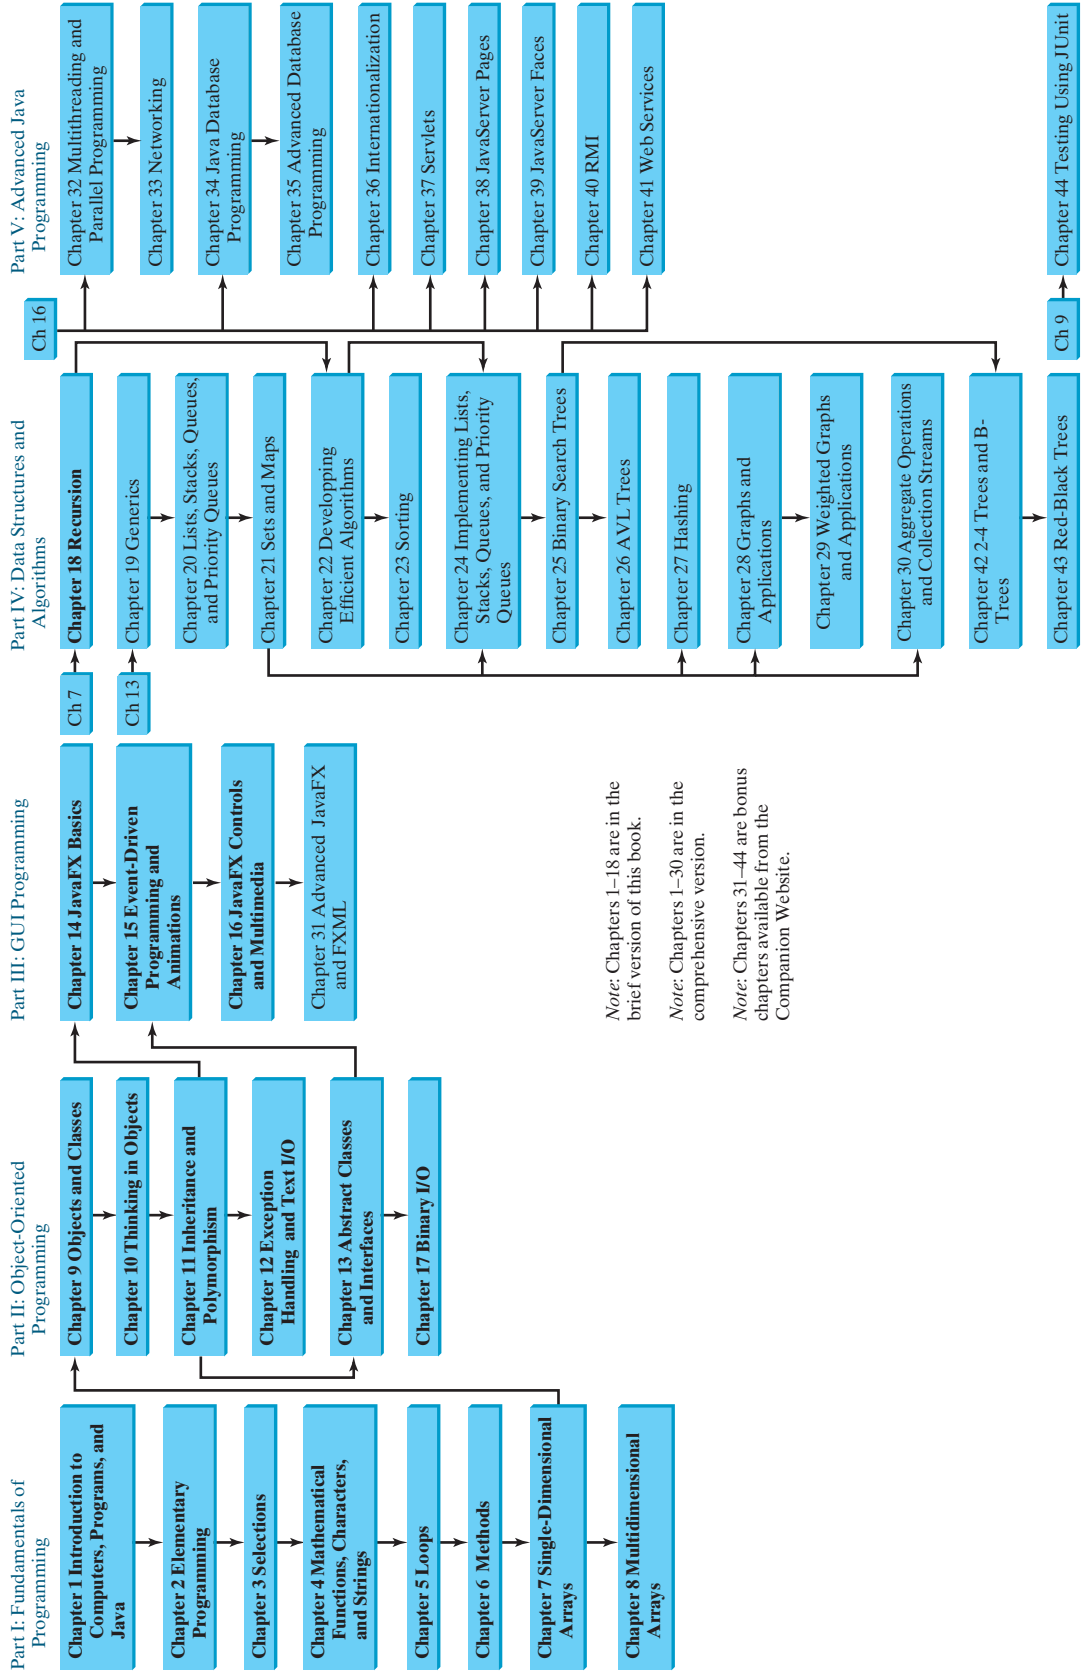 Part I: Fundamentals of
Programming
Chapter 1 Introduction to
Computers, Programs, and
Java
Chapter 2 Elementary
Programming
Chapter 3 Selections
Chapter 4 Mathematical
Functions, Characters,
and Strings
Chapter 5 Loops
Chapter 6 Methods
Chapter 7 Single-Dimensional
Arrays
Chapter 8 Multidimensional
Arrays
Part II: Object-Oriented
Programming
Chapter 9 Objects and Classes
Chapter 10 Thinking in Objects
Chapter 11 Inheritance and
Polymorphism
Chapter 12 Exception
Handling and Text I/O
Chapter 13 Abstract Classes
and Interfaces
Chapter 17 Binary I/O
Part III: GUI Programming
Chapter 14 JavaFX Basics
Chapter 15 Event-Driven
Programming and
Animations
Chapter 16 JavaFX Controls
and Multimedia
Chapter 31 Advanced JavaFX
and FXML
Note: Chapters 1–18 are in the
brief version of this book.
Note: Chapters 1–30 are in the
comprehensive version.
Note: Chapters 31–44 are bonus
chapters available from the
Companion Website.
Part IV: Data Structures and
Algorithms
Ch 7
Chapter 18 Recursion
Ch 13
Chapter 19 Generics
Chapter 20 Lists, Stacks, Queues,
and Priority Queues
Chapter 21 Sets and Maps
Chapter 22 Developping
Efficient Algorithms
Chapter 23 Sorting
Chapter 24 Implementing Lists,
Stacks, Queues, and Priority
Queues
Chapter 25 Binary Search Trees
Chapter 26 AVL Trees
Chapter 27 Hashing
Chapter 28 Graphs and
Applications
Chapter 29 Weighted Graphs
and Applications
Chapter 30 Aggregate Operations
and Collection Streams
Chapter 42 2-4 Trees and B-
Trees
Chapter 43 Red-Black Trees
Part V: Advanced Java
Programming
Ch 16
Chapter 32 Multithreading and
Parallel Programming
Chapter 33 Networking
Chapter 34 Java Database
Programming
Chapter 35 Advanced Database
Programming
Chapter 36 Internationalization
Chapter 37 Servlets
Chapter 38 JavaServer Pages
Chapter 39 JavaServer Faces
Chapter 40 RMI
Chapter 41 Web Services
Ch 9
Chapter 44 Testing Using JUnit